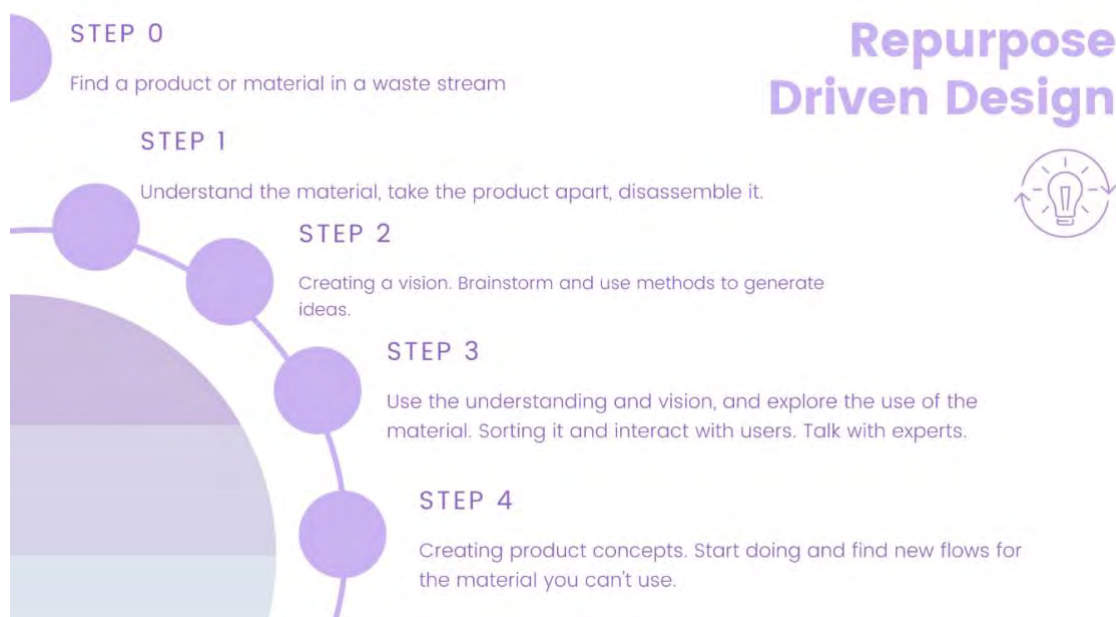 STEP 0
Find a product or material in a waste stream
Repurpose
Driven Design
STEP 1
Understand the material, take the product apart, disassemble it.
STEP 2
Creating a vision. Brainstorm and use methods to generate
ideas.
STEP 3
Use the understanding and vision, and explore the use of the
material. Sorting it and interact with users. Talk with experts.
STEP 4
Creating product concepts. Start doing and find new flows for
the material you can't use.